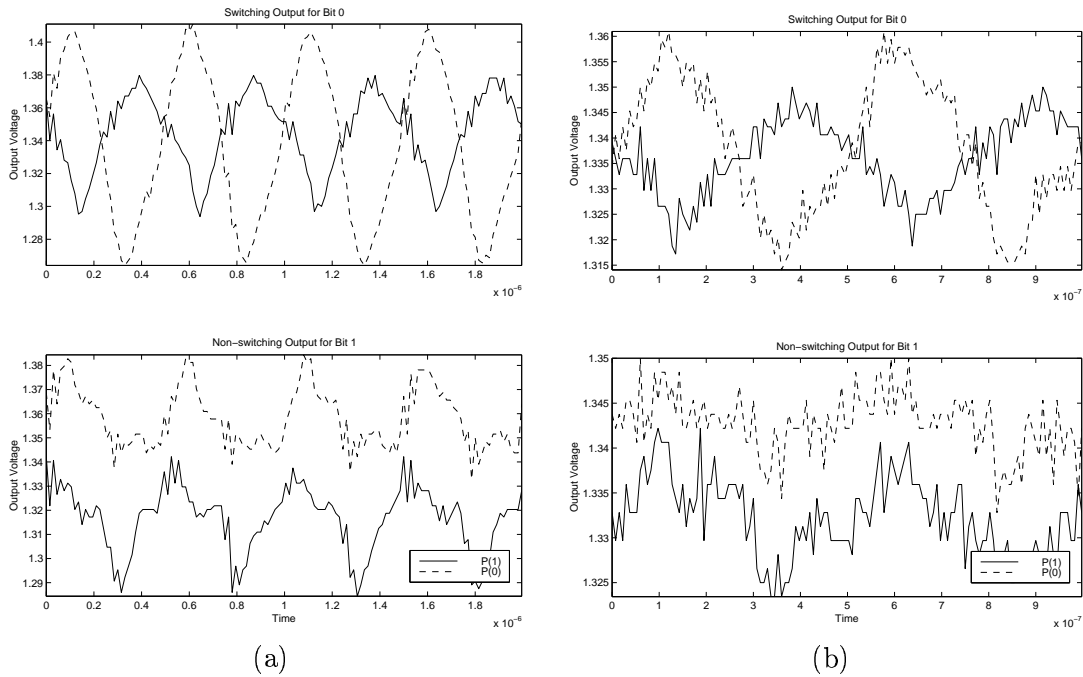 Switching Output for Bit 0
Output Voltage
1.4
1.38
1.36
1.34
1.32
1.3
1.28
0 0.2 0.4 0.6 0.8 1 1.2 1.4 1.6 1.8
x 10⁻⁶
Switching Output for Bit 0
Output Voltage
1.36
1.355
1.35
1.345
1.34
1.335
1.33
1.325
1.32
1.315
0 1 2 3 4 5 6 7 8 9
x 10⁻⁷
Non−switching Output for Bit 1
Output Voltage
1.38
1.37
1.36
1.35
1.34
1.33
1.32
1.31
1.3
1.29
P(1)
P(0)
0 0.2 0.4 0.6 0.8 1 1.2 1.4 1.6 1.8
Time
x 10⁻⁶
Non−switching Output for Bit 1
Output Voltage
1.35
1.345
1.34
1.335
1.33
1.325
P(1)
P(0)
0 1 2 3 4 5 6 7 8 9
Time
x 10⁻⁷
(a)
(b)